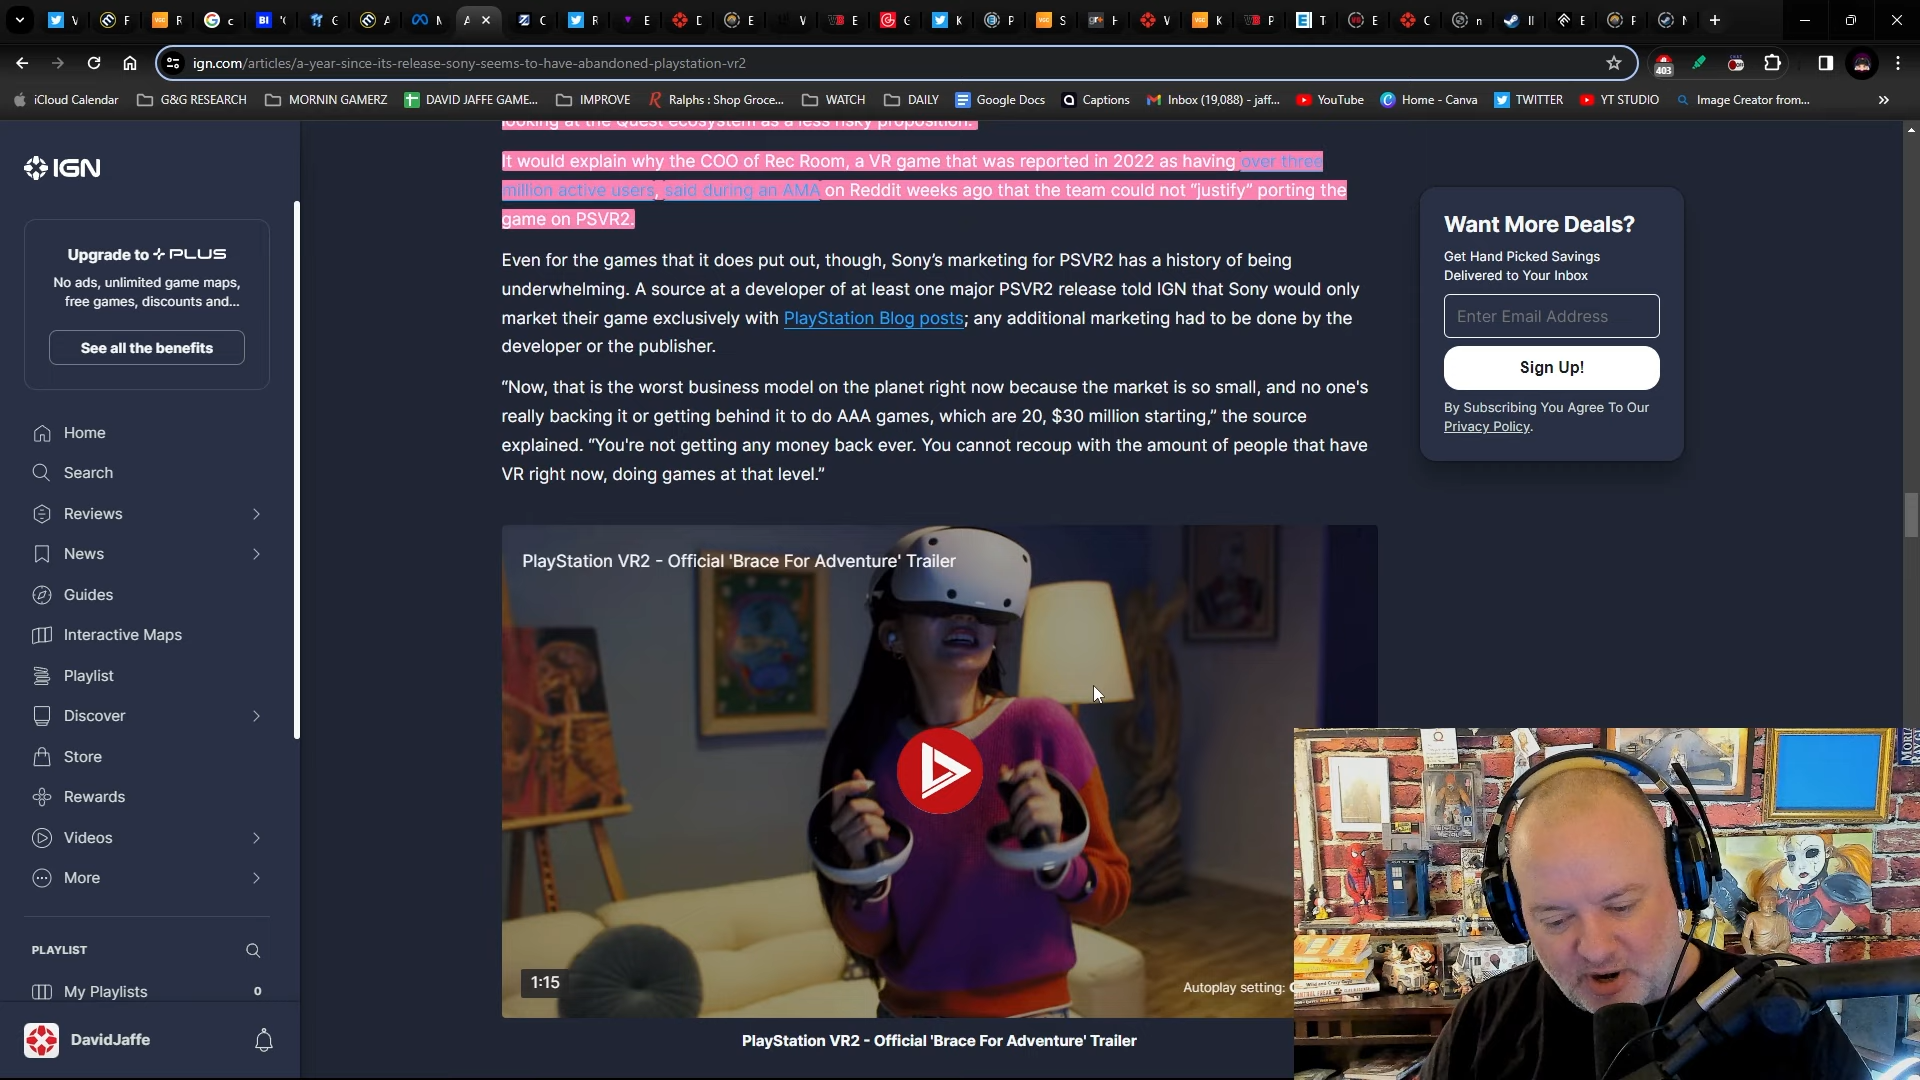 ign.com/articles/a-year-since-its-release-sony-seems-to-have-abandoned-playstation-vr2
403
iCloud Calendar
G&G RESEARCH
MORNIN GAMERZ
DAVID JAFFE GAME...
IMPROVE
Ralphs : Shop Groce...
WATCH
DAILY
Google Docs
Captions
Inbox (19,088) - jaff...
YouTube
Home - Canva
TWITTER
YT STUDIO
Image Creator from...
IGN
Upgrade to PLUS
No ads, unlimited game maps,
free games, discounts and...
See all the benefits
Home
Search
Reviews
News
Guides
Interactive Maps
Playlist
Discover
Store
Rewards
Videos
More
PLAYLIST
My Playlists
0
DavidJaffe
looking at the Quest ecosystem as a less risky proposition.
It would explain why the COO of Rec Room, a VR game that was reported in 2022 as having over three
million active users, said during an AMA on Reddit weeks ago that the team could not “justify” porting the
game on PSVR2.
Even for the games that it does put out, though, Sony’s marketing for PSVR2 has a history of being
underwhelming. A source at a developer of at least one major PSVR2 release told IGN that Sony would only
market their game exclusively with PlayStation Blog posts; any additional marketing had to be done by the
developer or the publisher.
“Now, that is the worst business model on the planet right now because the market is so small, and no one's
really backing it or getting behind it to do AAA games, which are 20, $30 million starting,” the source
explained. “You're not getting any money back ever. You cannot recoup with the amount of people that have
VR right now, doing games at that level.”
PlayStation VR2 - Official 'Brace For Adventure' Trailer
1:15
Autoplay setting:
PlayStation VR2 - Official 'Brace For Adventure' Trailer
Want More Deals?
Get Hand Picked Savings
Delivered to Your Inbox
Enter Email Address
Sign Up!
By Subscribing You Agree To Our
Privacy Policy.